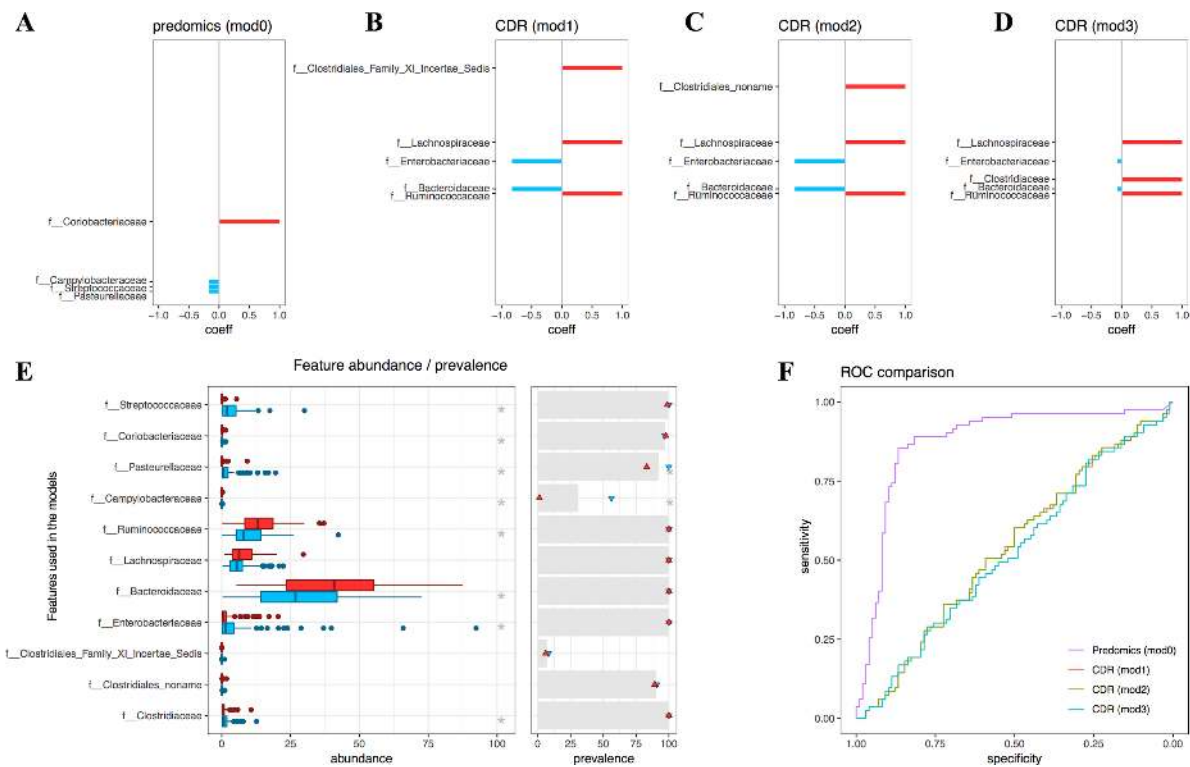 A
predomics (mod0)
f__Coriobacteriaceae
f__Campylobacteraceae
f__Streptococcaceae
f__Pasteurellaceae
−1.0 −0.5 0.0 0.5 1.0
coeff
B
CDR (mod1)
f__Clostridiales_Family_XI_Incertae_Sedis
f__Lachnospiraceae
f__Enterobacteriaceae
f__Bacteroidaceae
f__Ruminococcaceae
−1.0 −0.5 0.0 0.5 1.0
coeff
C
CDR (mod2)
f__Clostridiales_noname
f__Lachnospiraceae
f__Enterobacteriaceae
f__Bacteroidaceae
f__Ruminococcaceae
−1.0 −0.5 0.0 0.5 1.0
coeff
D
CDR (mod3)
f__Lachnospiraceae
f__Enterobacteriaceae
f__Clostridiaceae
f__Bacteroidaceae
f__Ruminococcaceae
−1.0 −0.5 0.0 0.5 1.0
coeff
E
Feature abundance / prevalence
Features used in the models
f__Streptococcaceae
f__Coriobacteriaceae
f__Pasteurellaceae
f__Campylobacteraceae
f__Ruminococcaceae
f__Lachnospiraceae
f__Bacteroidaceae
f__Enterobacteriaceae
f__Clostridiales_Family_XI_Incertae_Sedis
f__Clostridiales_noname
f__Clostridiaceae
0 25 50 75 100
abundance
0 25 50 75 100
prevalence
F
ROC comparison
sensitivity
1.00
0.75
0.50
0.25
0.00
Predomics (mod0)
CDR (mod1)
CDR (mod2)
CDR (mod3)
1.00 0.75 0.50 0.25 0.00
specificity